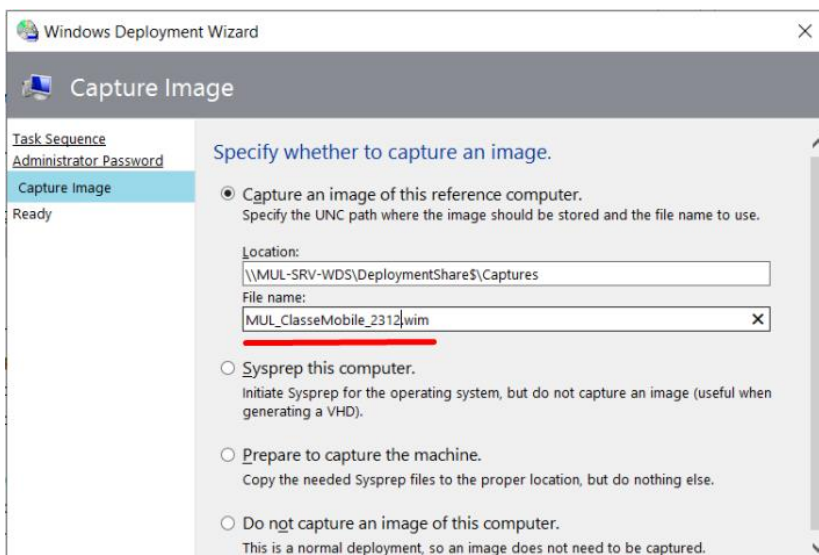 Windows Deployment Wizard
Capture Image
Task Sequence
Administrator Password
Capture Image
Ready
Specify whether to capture an image.
Capture an image of this reference computer.
Specify the UNC path where the image should be stored and the file name to use.
Location:
\\MUL-SRV-WDS\DeploymentShare$\Captures
File name:
MUL_ClasseMobile_2312.wim
Sysprep this computer.
Initiate Sysprep for the operating system, but do not capture an image (useful when
generating a VHD).
Prepare to capture the machine.
Copy the needed Sysprep files to the proper location, but do nothing else.
Do not capture an image of this computer.
This is a normal deployment, so an image does not need to be captured.